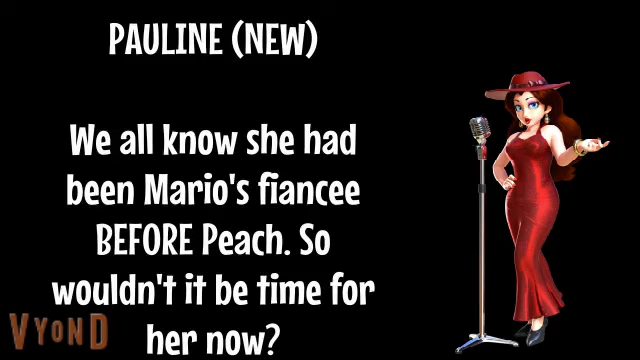 PAULINE (NEW)
We all know she had
been Mario's fiancee
BEFORE Peach. So
wouldn't it be time for
her now?
VYOND